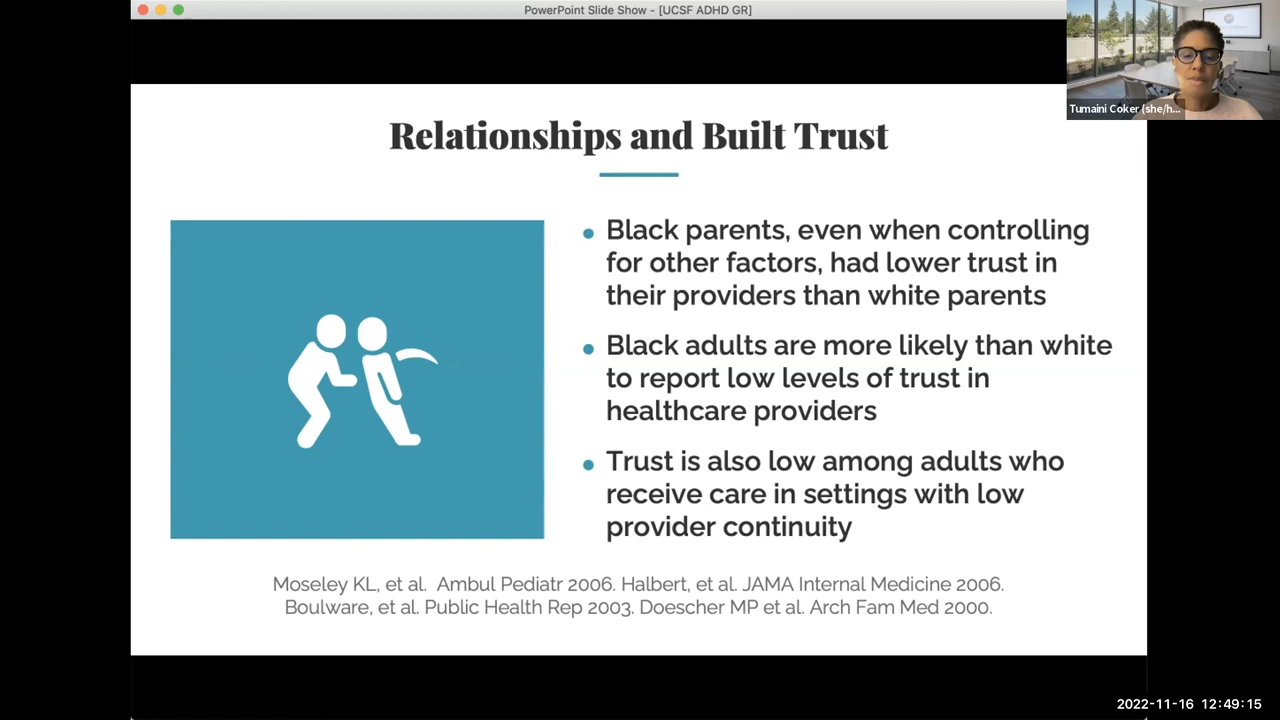 PowerPoint Slide Show - [UCSF ADHD GR]
Tumaini Coker (she/h...
Relationships and Built Trust
Black parents, even when controlling
for other factors, had lower trust in
their providers than white parents
Black adults are more likely than white
to report low levels of trust in
healthcare providers
Trust is also low among adults who
receive care in settings with low
provider continuity
Moseley KL, et al. Ambul Pediatr 2006. Halbert, et al. JAMA Internal Medicine 2006.
Boulware, et al. Public Health Rep 2003. Doescher MP et al. Arch Fam Med 2000.
2022-11-16 12:49:15